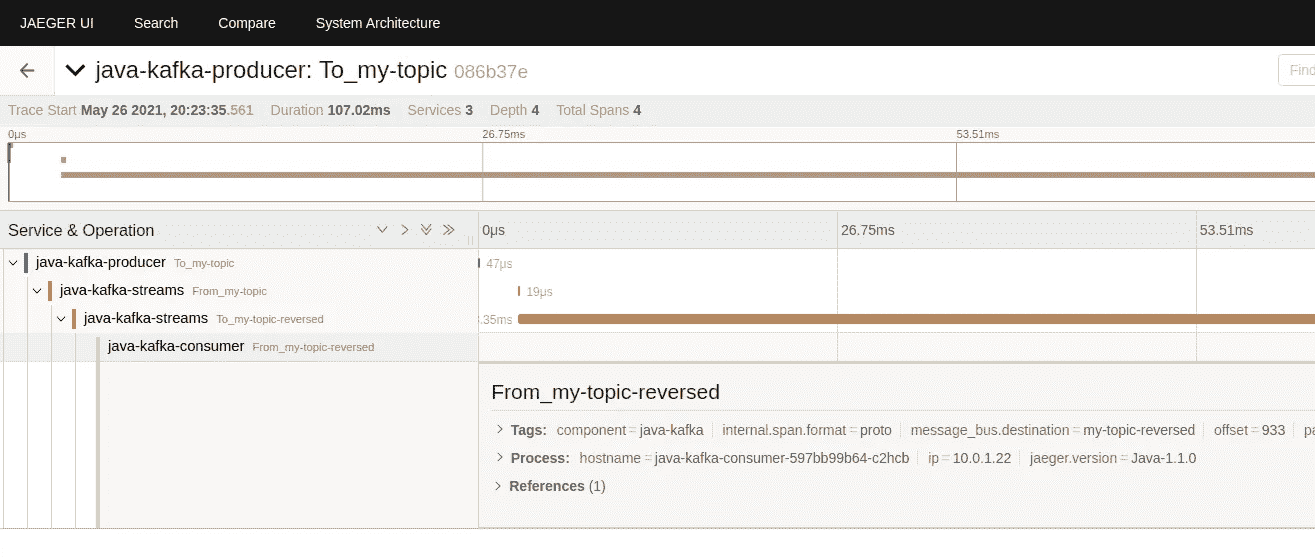 JAEGER UI Search Compare System Architecture
java-kafka-producer: To_my-topic 086b37e
Find
Trace Start May 26 2021, 20:23:35.561 Duration 107.02ms Services 3 Depth 4 Total Spans 4
0μs 26.75ms 53.51ms
Service & Operation 0μs 26.75ms 53.51ms
java-kafka-producer To_my-topic 47μs
java-kafka-streams From_my-topic 19μs
java-kafka-streams To_my-topic-reversed .35ms
java-kafka-consumer From_my-topic-reversed
From_my-topic-reversed
Tags: component = java-kafka internal.span.format = proto message_bus.destination = my-topic-reversed offset = 933 pa
Process: hostname = java-kafka-consumer-597bb99b64-c2hcb ip = 10.0.1.22 jaeger.version = Java-1.1.0
References (1)